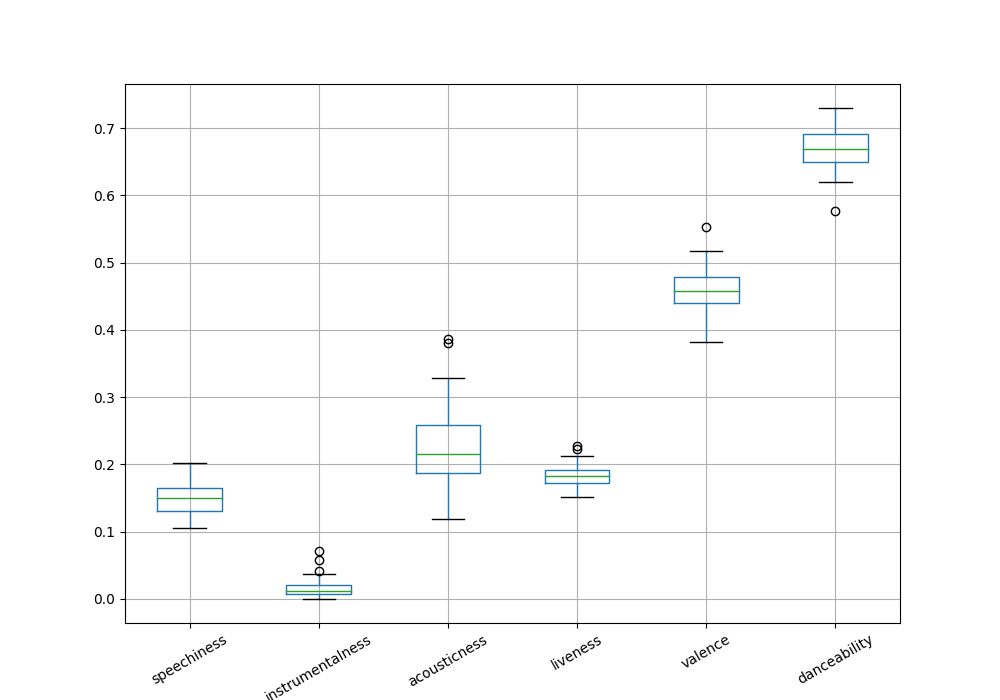 0.7
0.6
0.5
0.4
0.3
0.2
0.1
0.0
speechiness
instrumentalness
acousticness
liveness
valence
danceability